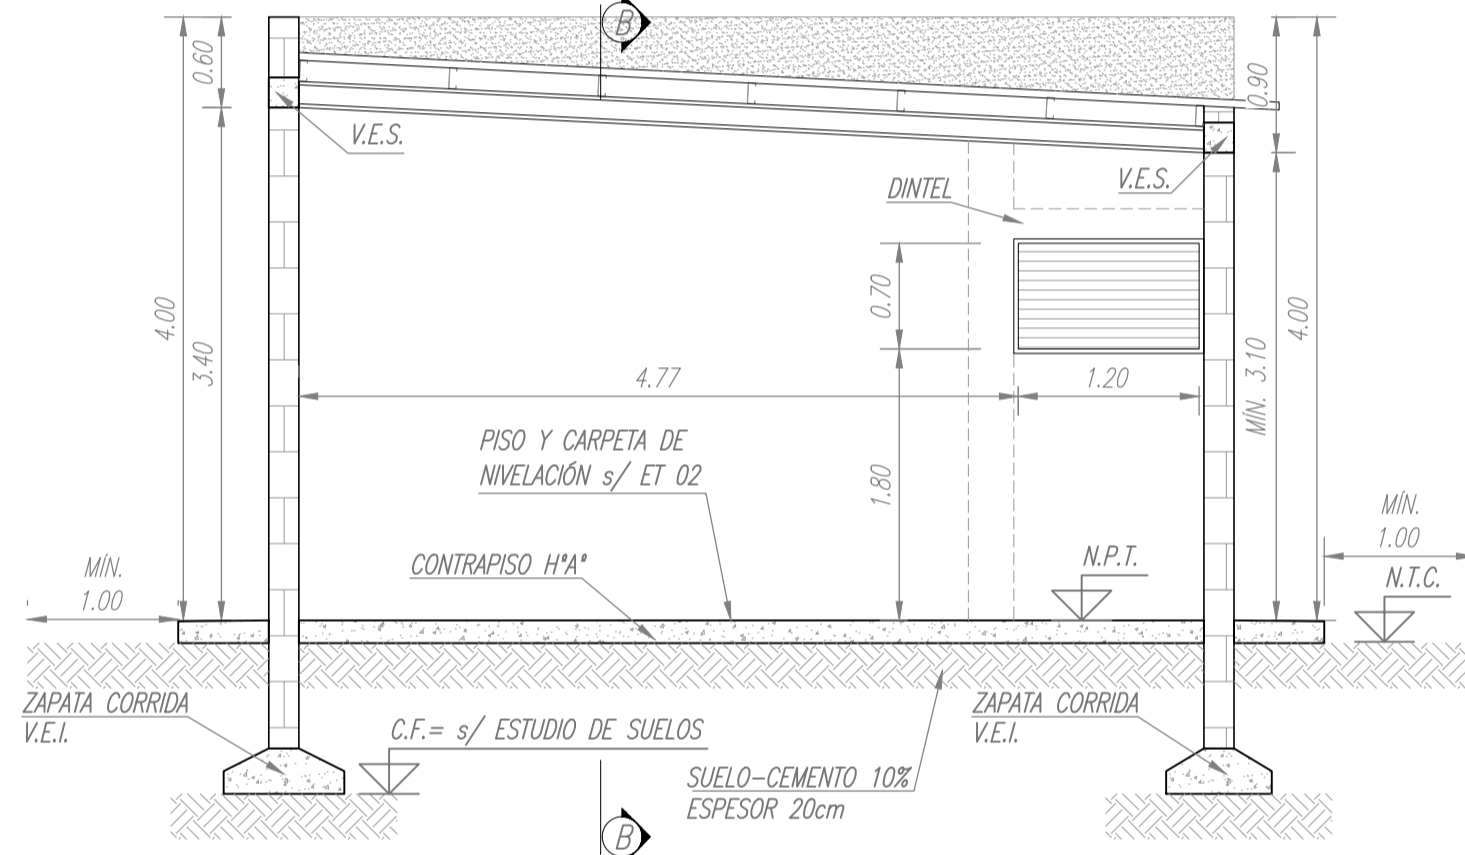 B
0.60
0.90
V.E.S.
V.E.S.
DINTEL
4.00
3.40
0.70
4.00
MÍN. 3.10
4.77
1.20
PISO Y CARPETA DE
NIVELACIÓN s/ ET 02
1.80
MÍN.
1.00
MÍN.
1.00
CONTRAPISO HºAº
N.P.T.
N.T.C.
ZAPATA CORRIDA
V.E.I.
C.F.= s/ ESTUDIO DE SUELOS
ZAPATA CORRIDA
V.E.I.
SUELO-CEMENTO 10%
ESPESOR 20cm
B